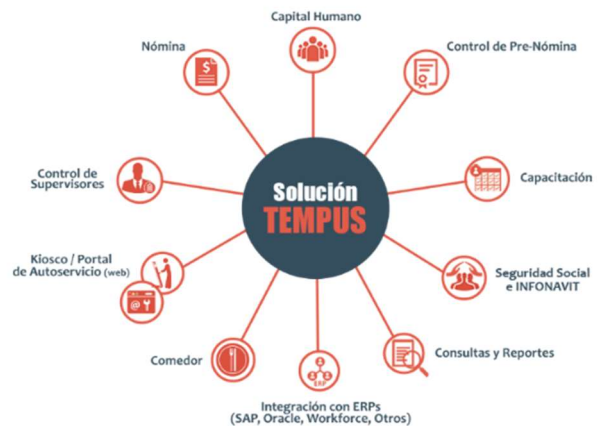 Capital Humano
Nómina
Control de Pre-Nómina
Control de
Supervisores
Capacitación
Solución
TEMPUS
Kiosco / Portal
de Autoservicio (web)
Seguridad Social
e INFONAVIT
Comedor
Consultas y Reportes
ERP
Integración con ERPs
(SAP, Oracle, Workforce, Otros)